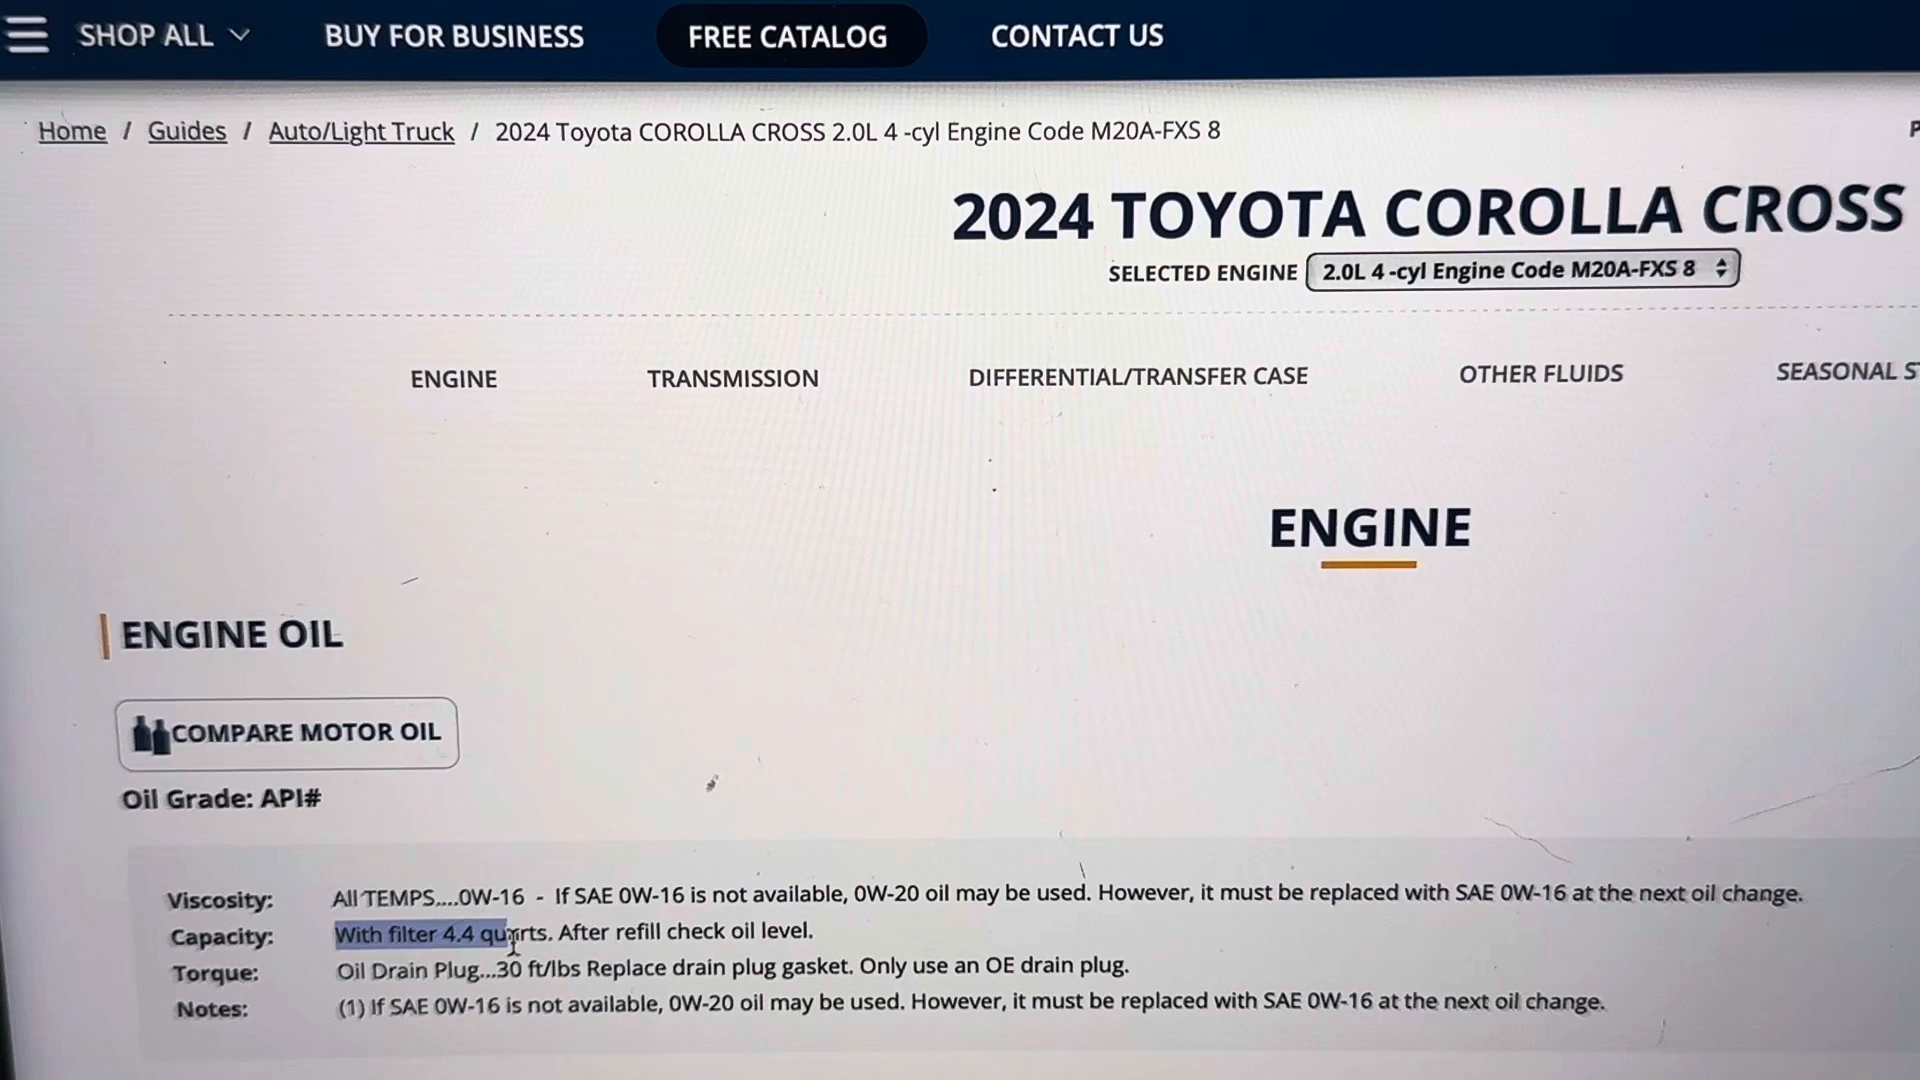 SHOP ALL BUY FOR BUSINESS FREE CATALOG CONTACT US
Home / Guides / Auto/Light Truck / 2024 Toyota COROLLA CROSS 2.0L 4 -cyl Engine Code M20A-FXS 8
2024 TOYOTA COROLLA CROSS
SELECTED ENGINE 2.0L 4 -cyl Engine Code M20A-FXS 8
ENGINE TRANSMISSION DIFFERENTIAL/TRANSFER CASE OTHER FLUIDS SEASONAL
ENGINE
ENGINE OIL
COMPARE MOTOR OIL
Oil Grade: API#
Viscosity: All TEMPS....0W-16 - If SAE 0W-16 is not available, 0W-20 oil may be used. However, it must be replaced with SAE 0W-16 at the next oil change.
Capacity: With filter 4.4 quarts. After refill check oil level.
Torque: Oil Drain Plug...30 ft/lbs Replace drain plug gasket. Only use an OE drain plug.
Notes: (1) If SAE 0W-16 is not available, 0W-20 oil may be used. However, it must be replaced with SAE 0W-16 at the next oil change.